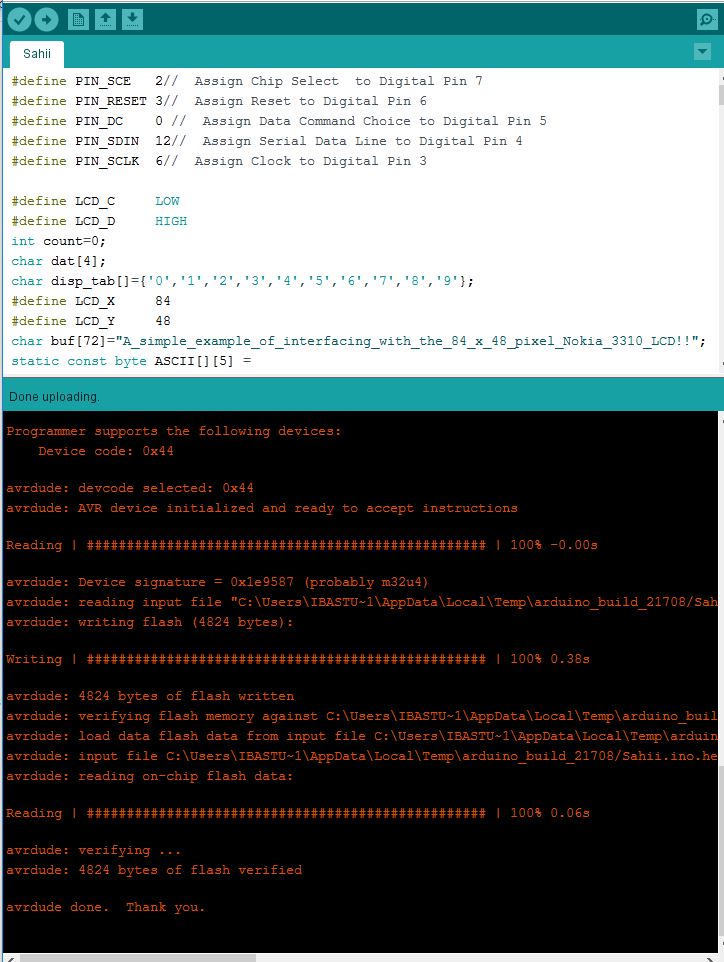 Sahii
#define PIN_SCE   2//  Assign Chip Select  to Digital Pin 7
#define PIN_RESET 3//  Assign Reset to Digital Pin 6
#define PIN_DC    0 //  Assign Data Command Choice to Digital Pin 5
#define PIN_SDIN  12//  Assign Serial Data Line to Digital Pin 4
#define PIN_SCLK  6//  Assign Clock to Digital Pin 3
#define LCD_C     LOW
#define LCD_D     HIGH
int count=0;
char dat[4];
char disp_tab[]={'0','1','2','3','4','5','6','7','8','9'};
#define LCD_X     84
#define LCD_Y     48
char buf[72]="A_simple_example_of_interfacing_with_the_84_x_48_pixel_Nokia_3310_LCD!!";
static const byte ASCII[][5] =
Done uploading.
Programmer supports the following devices:
    Device code: 0x44
avrdude: devcode selected: 0x44
avrdude: AVR device initialized and ready to accept instructions
Reading | ################################################## | 100% -0.00s
avrdude: Device signature = 0x1e9587 (probably m32u4)
avrdude: reading input file "C:\Users\IBASTU~1\AppData\Local\Temp\arduino_build_21708/Sah
avrdude: writing flash (4824 bytes):
Writing | ################################################## | 100% 0.38s
avrdude: 4824 bytes of flash written
avrdude: verifying flash memory against C:\Users\IBASTU~1\AppData\Local\Temp\arduino_buil
avrdude: load data flash data from input file C:\Users\IBASTU~1\AppData\Local\Temp\arduin
avrdude: input file C:\Users\IBASTU~1\AppData\Local\Temp\arduino_build_21708/Sahii.ino.he
avrdude: reading on-chip flash data:
Reading | ################################################## | 100% 0.06s
avrdude: verifying ...
avrdude: 4824 bytes of flash verified
avrdude done.  Thank you.